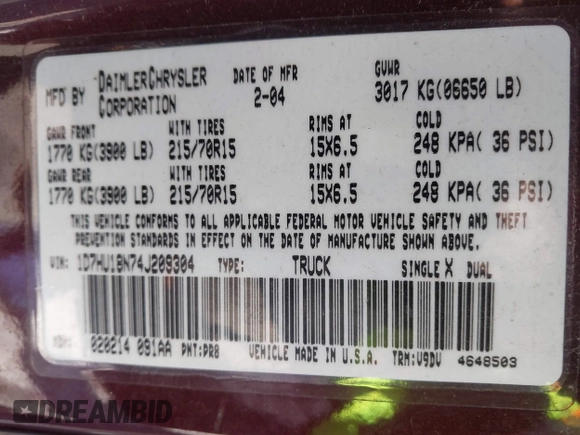 MFD BY DAIMLERCHRYSLER CORPORATION DATE OF MFR 2-04 GVWR 3017 KG(06650 LB)
GAWR FRONT WITH TIRES RIMS AT COLD
1770 KG(3900 LB) 215/70R15 15X6.5 248 KPA( 36 PSI)
GAWR REAR WITH TIRES RIMS AT COLD
1770 KG(3900 LB) 215/70R15 15X6.5 248 KPA( 36 PSI)
THIS VEHICLE CONFORMS TO ALL APPLICABLE FEDERAL MOTOR VEHICLE SAFETY AND THEFT
PREVENTION STANDARDS IN EFFECT ON THE DATE OF MANUFACTURE SHOWN ABOVE.
VIN: 1D7HU18N74J209304 TYPE: TRUCK SINGLE X DUAL
MDH: 020214 091AA PNT:PR8 VEHICLE MADE IN U.S.A. TRM:V9DV 4648503
DREAMBID